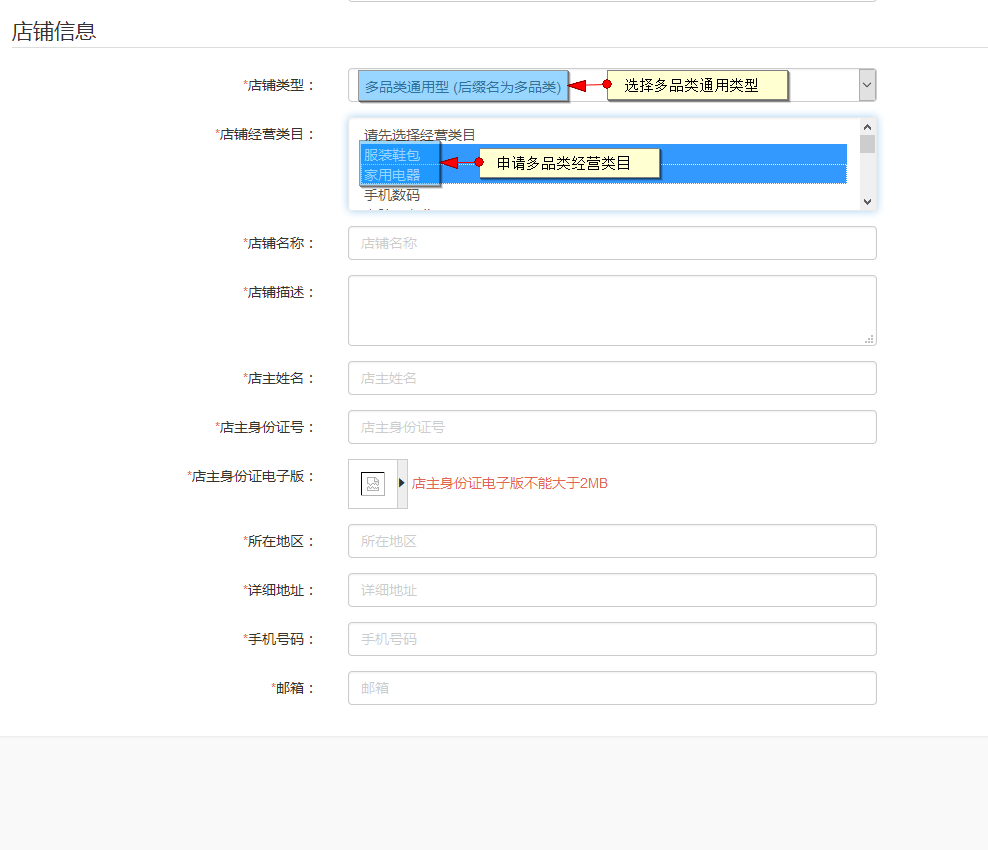 店铺信息
*店铺类型： 多品类通用型 (后缀名为多品类) 选择多品类通用类型
*店铺经营类目： 请先选择经营类目
服装鞋包 申请多品类经营类目
家用电器
手机数码
*店铺名称： 店铺名称
*店铺描述：
*店主姓名： 店主姓名
*店主身份证号： 店主身份证号
*店主身份证电子版： 店主身份证电子版不能大于2MB
*所在地区： 所在地区
*详细地址： 详细地址
*手机号码： 手机号码
*邮箱： 邮箱